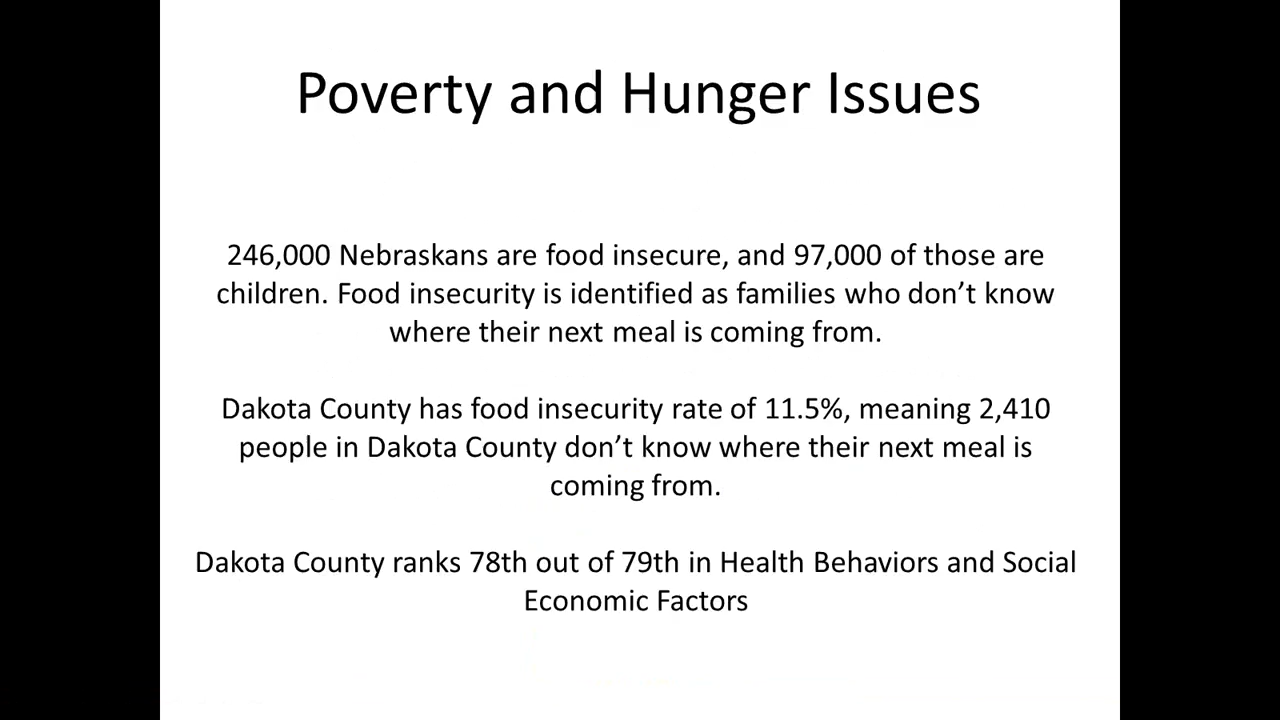 Poverty and Hunger Issues
246,000 Nebraskans are food insecure, and 97,000 of those are
children. Food insecurity is identified as families who don’t know
where their next meal is coming from.
Dakota County has food insecurity rate of 11.5%, meaning 2,410
people in Dakota County don’t know where their next meal is
coming from.
Dakota County ranks 78th out of 79th in Health Behaviors and Social
Economic Factors